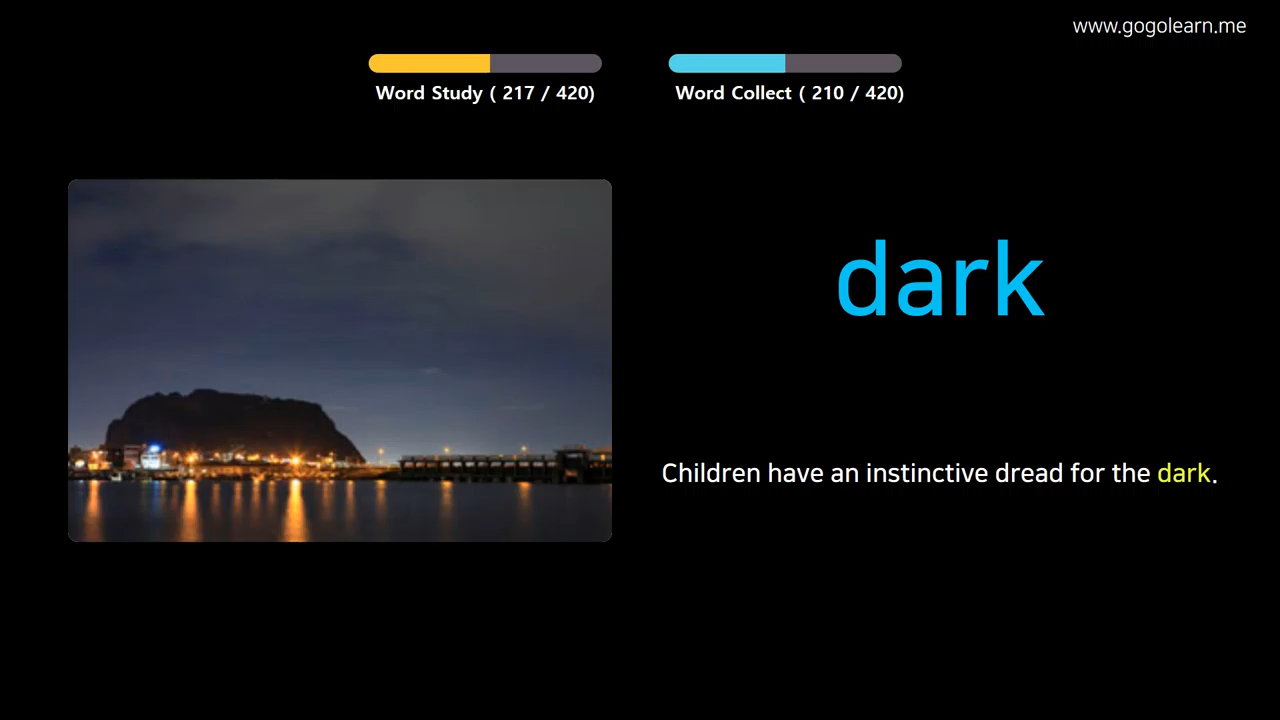 www.gogolearn.me
Word Study ( 217 / 420)
Word Collect ( 210 / 420)
dark
Children have an instinctive dread for the dark.